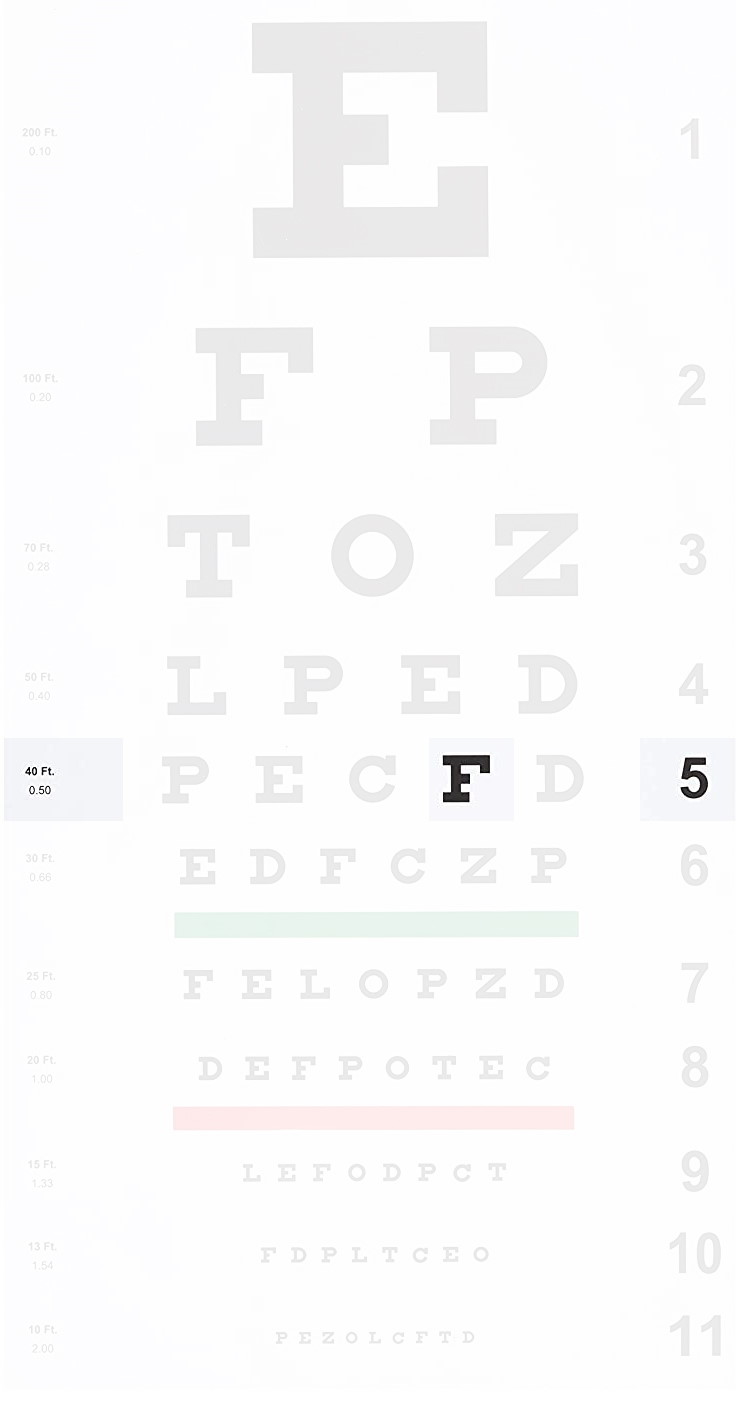 E
200 Ft.
0.10
1
F P
100 Ft.
0.20
2
T O Z
70 Ft.
0.28
3
L P E D
50 Ft.
0.40
4
P E C F D
40 Ft.
0.50
5
E D F C Z P
30 Ft.
0.66
6
F E L O P Z D
25 Ft.
0.80
7
D E F P O T E C
20 Ft.
1.00
8
L E F O D P C T
15 Ft.
1.33
9
F D P L T C E O
13 Ft.
1.54
10
P E Z O L C F T D
10 Ft.
2.00
11